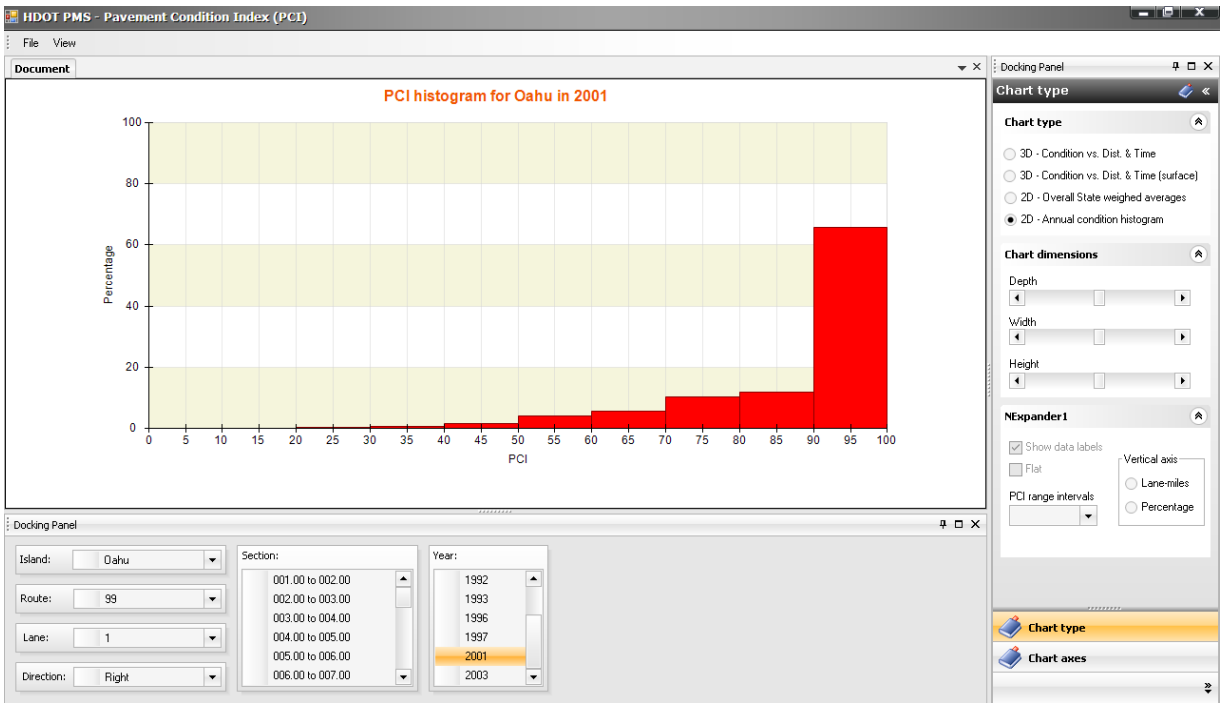 HDOT PMS - Pavement Condition Index (PCI)
File View
Document
PCI histogram for Oahu in 2001
100
80
60
40
20
0
Percentage
0 5 10 15 20 25 30 35 40 45 50 55 60 65 70 75 80 85 90 95 100
PCI
Docking Panel
Island: Oahu
Route: 99
Lane: 1
Direction: Right
Section:
001.00 to 002.00
002.00 to 003.00
003.00 to 004.00
004.00 to 005.00
005.00 to 006.00
006.00 to 007.00
Year:
1992
1993
1996
1997
2001
2003
Docking Panel
Chart type
Chart type
3D - Condition vs. Dist. & Time
3D - Condition vs. Dist. & Time (surface)
2D - Overall State weighed averages
2D - Annual condition histogram
Chart dimensions
Depth
Width
Height
NExpander1
Show data labels
Flat
PCI range intervals
Vertical axis
Lane-miles
Percentage
Chart type
Chart axes